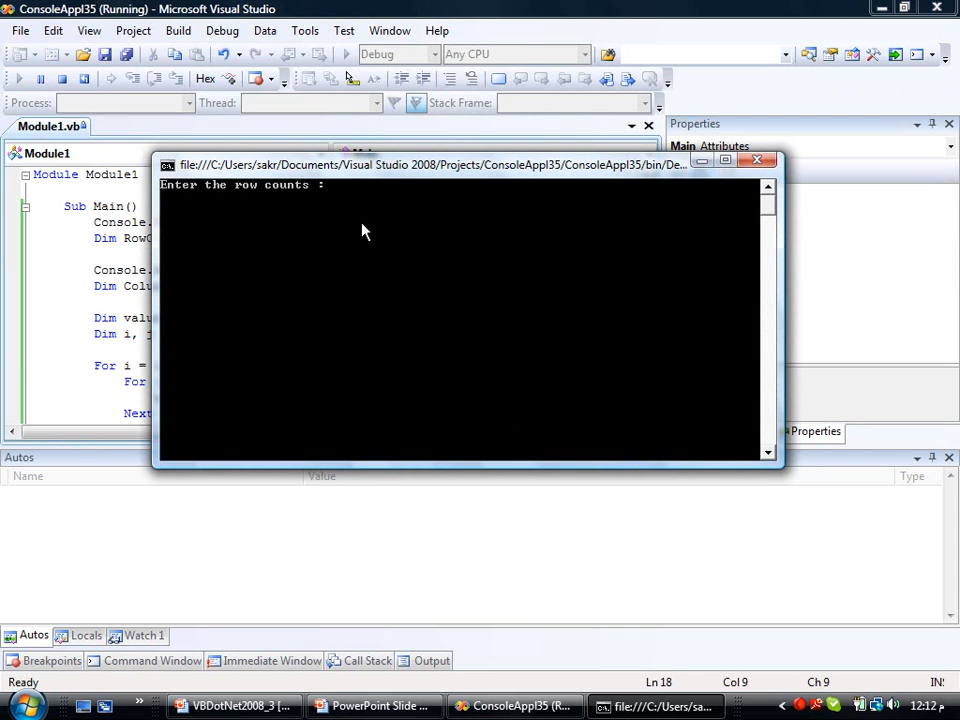 ConsoleAppl35 (Running) - Microsoft Visual Studio
File Edit View Project Build Debug Data Tools Test Window Help
Debug Any CPU
Hex
Process: Thread: Stack Frame:
Module1.vb
Properties
Module1
file:///C:/Users/sakr/Documents/Visual Studio 2008/Projects/ConsoleAppl35/ConsoleAppl35/bin/De...
Main Attributes
Module Module1
Enter the row counts :
Sub Main()
Console.
Dim RowC
Console.
Dim Colu
Dim valu
Dim i, j
For i =
For
Next
Properties
Autos
Name Value Type
Autos Locals Watch 1
Breakpoints Command Window Immediate Window Call Stack Output
Ready Ln 18 Col 9 Ch 9 INS
VBDotNet2008_3 [... PowerPoint Slide ... ConsoleAppl35 (R... file:///C:/Users/sa... 12:12 م